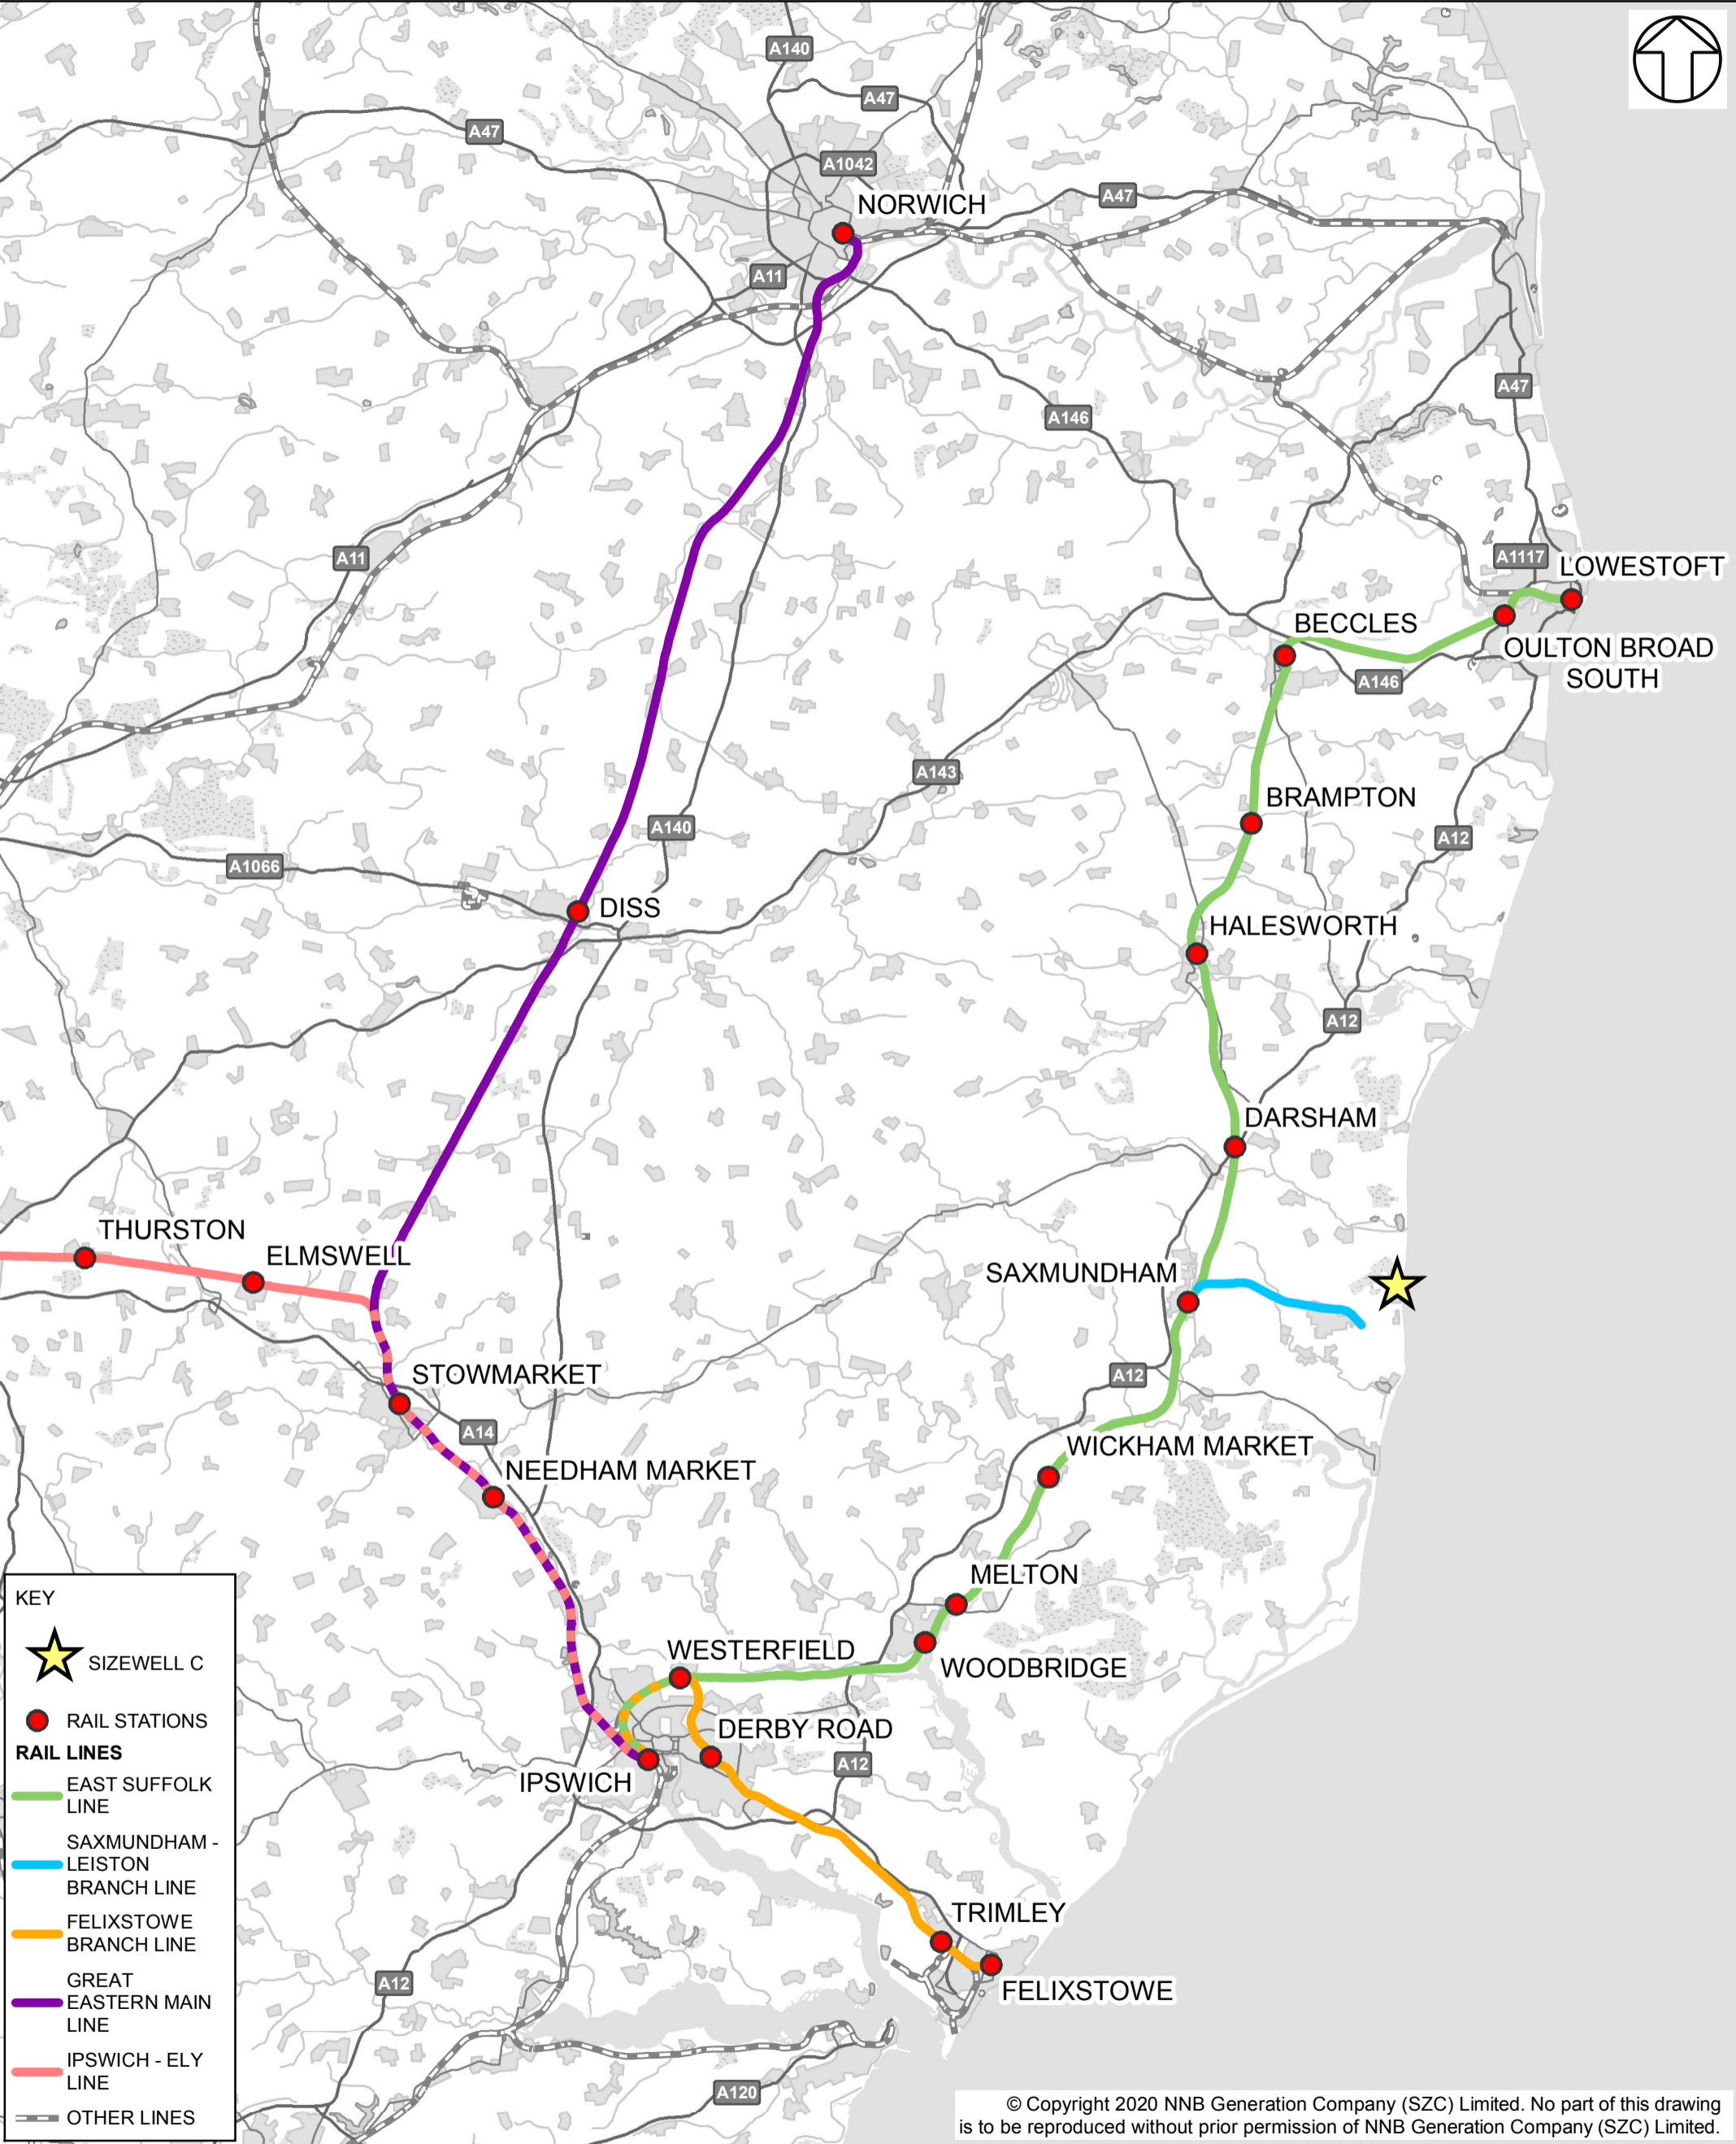 A140
A47
A47
A1042
A47
NORWICH
A11
A47
A146
A11
A1117
LOWESTOFT
BECCLES
OULTON BROAD
SOUTH
A146
A143
BRAMPTON
A140
A12
A1066
DISS
HALESWORTH
A12
DARSHAM
THURSTON
ELMSWELL
SAXMUNDHAM
STOWMARKET
A12
A14
WICKHAM MARKET
NEEDHAM MARKET
MELTON
WESTERFIELD
WOODBRIDGE
DERBY ROAD
A12
IPSWICH
TRIMLEY
A12
FELIXSTOWE
A120
KEY
SIZEWELL C
RAIL STATIONS
RAIL LINES
EAST SUFFOLK
LINE
SAXMUNDHAM -
LEISTON
BRANCH LINE
FELIXSTOWE
BRANCH LINE
GREAT
EASTERN MAIN
LINE
IPSWICH - ELY
LINE
OTHER LINES
© Copyright 2020 NNB Generation Company (SZC) Limited. No part of this drawing
is to be reproduced without prior permission of NNB Generation Company (SZC) Limited.